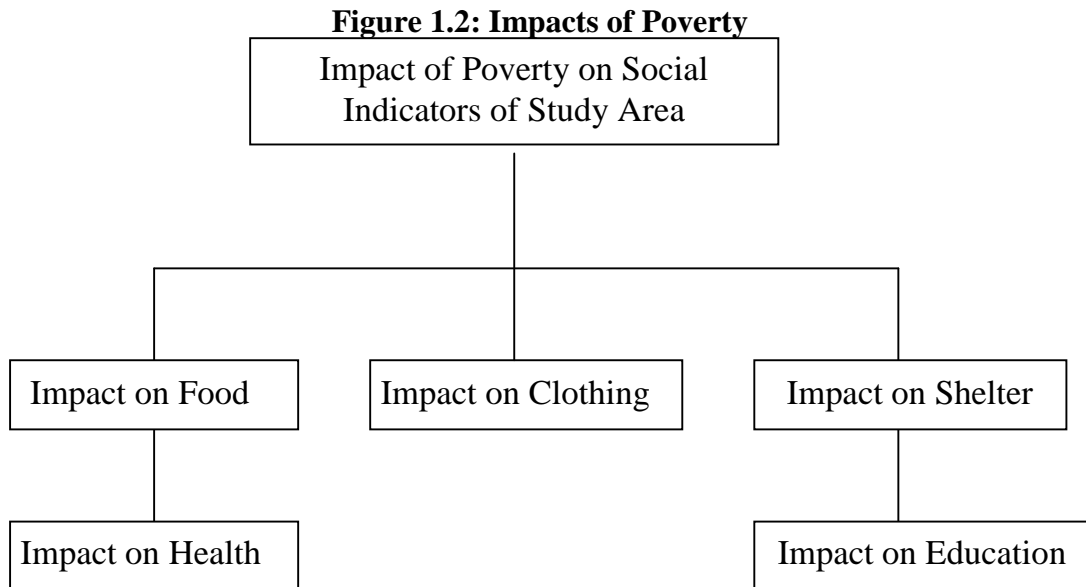 Figure 1.2: Impacts of Poverty
Impact of Poverty on Social
Indicators of Study Area
Impact on Food
Impact on Clothing
Impact on Shelter
Impact on Health
Impact on Education